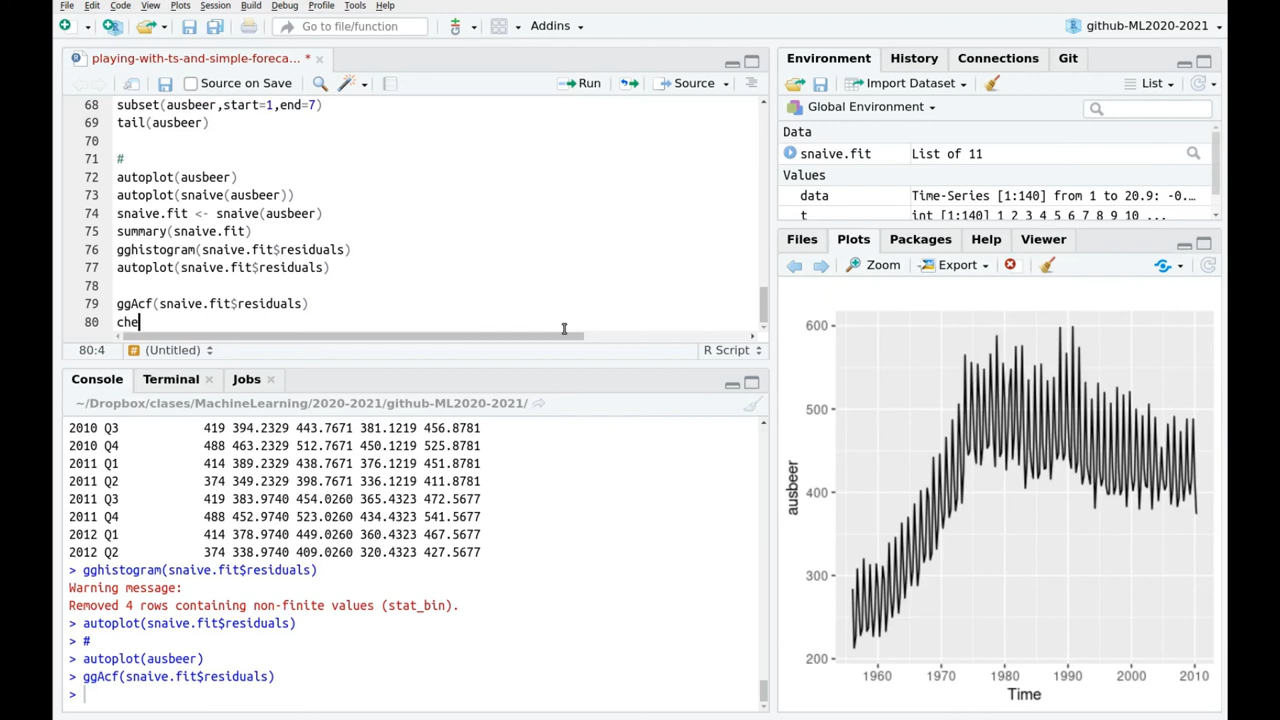 File Edit Code View Plots Session Build Debug Profile Tools Help
Go to file/function Addins github-ML2020-2021
playing-with-ts-and-simple-foreca... *
Source on Save Run Source
68 subset(ausbeer,start=1,end=7)
69 tail(ausbeer)
70
71 #
72 autoplot(ausbeer)
73 autoplot(snaive(ausbeer))
74 snaive.fit <- snaive(ausbeer)
75 summary(snaive.fit)
76 gghistogram(snaive.fit$residuals)
77 autoplot(snaive.fit$residuals)
78
79 ggAcf(snaive.fit$residuals)
80 che
80:4 # (Untitled) R Script
Console Terminal Jobs
~/Dropbox/clases/MachineLearning/2020-2021/github-ML2020-2021/
2010 Q3 419 394.2329 443.7671 381.1219 456.8781
2010 Q4 488 463.2329 512.7671 450.1219 525.8781
2011 Q1 414 389.2329 438.7671 376.1219 451.8781
2011 Q2 374 349.2329 398.7671 336.1219 411.8781
2011 Q3 419 383.9740 454.0260 365.4323 472.5677
2011 Q4 488 452.9740 523.0260 434.4323 541.5677
2012 Q1 414 378.9740 449.0260 360.4323 467.5677
2012 Q2 374 338.9740 409.0260 320.4323 427.5677
> gghistogram(snaive.fit$residuals)
Warning message:
Removed 4 rows containing non-finite values (stat_bin).
> autoplot(snaive.fit$residuals)
> #
> autoplot(ausbeer)
> ggAcf(snaive.fit$residuals)
>
Environment History Connections Git
Import Dataset List
Global Environment
Data
snaive.fit List of 11
Values
data Time-Series [1:140] from 1 to 20.9: -0...
t int [1:140] 1 2 3 4 5 6 7 8 9 10 ...
Files Plots Packages Help Viewer
Zoom Export
600
500
400
300
200
ausbeer
1960 1970 1980 1990 2000 2010
Time